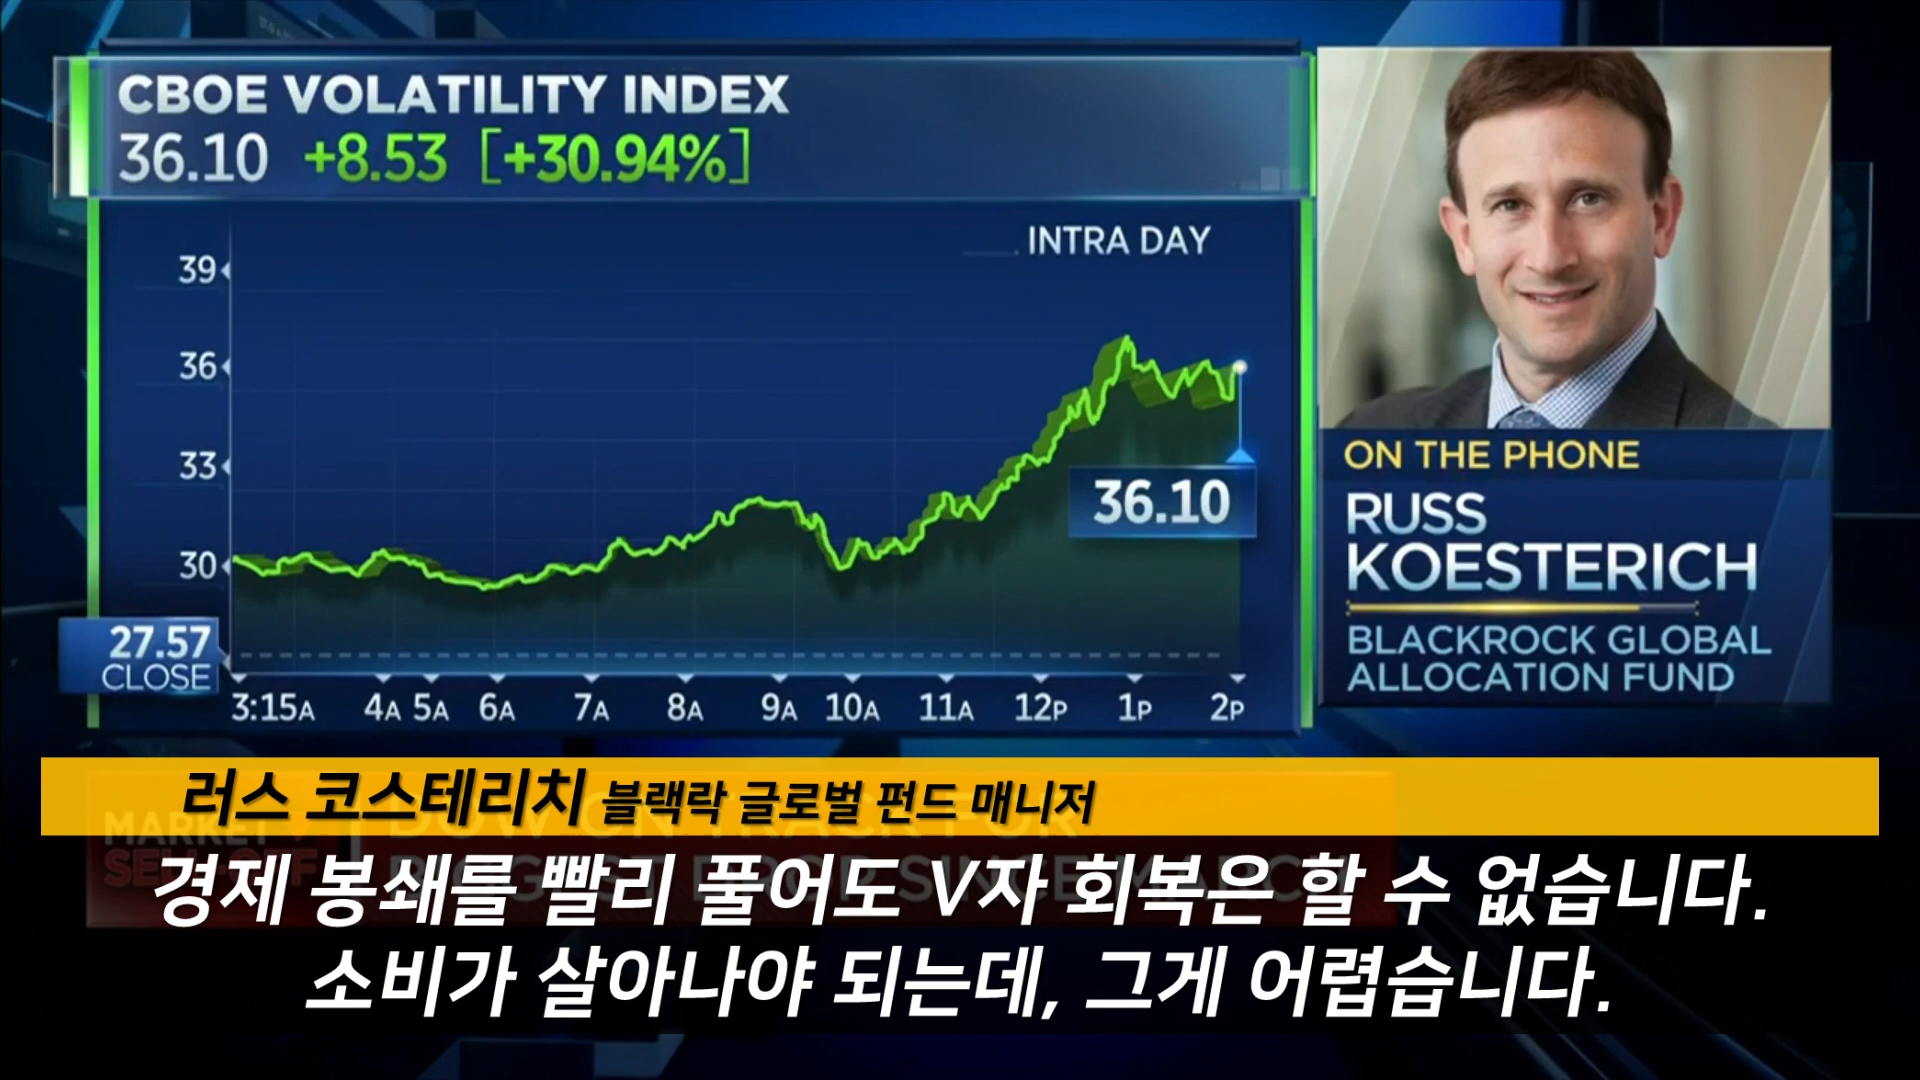 CBOE VOLATILITY INDEX
36.10 +8.53 [+30.94%]
INTRA DAY
39
36
33
30
36.10
27.57
CLOSE
3:15A 4A 5A 6A 7A 8A 9A 10A 11A 12P 1P 2P
ON THE PHONE
RUSS
KOESTERICH
BLACKROCK GLOBAL
ALLOCATION FUND
러스 코스테리치 블랙락 글로벌 펀드 매니저
MARKET
SELL-OFF
경제 봉쇄를 빨리 풀어도 V자 회복은 할 수 없습니다.
소비가 살아나야 되는데, 그게 어렵습니다.